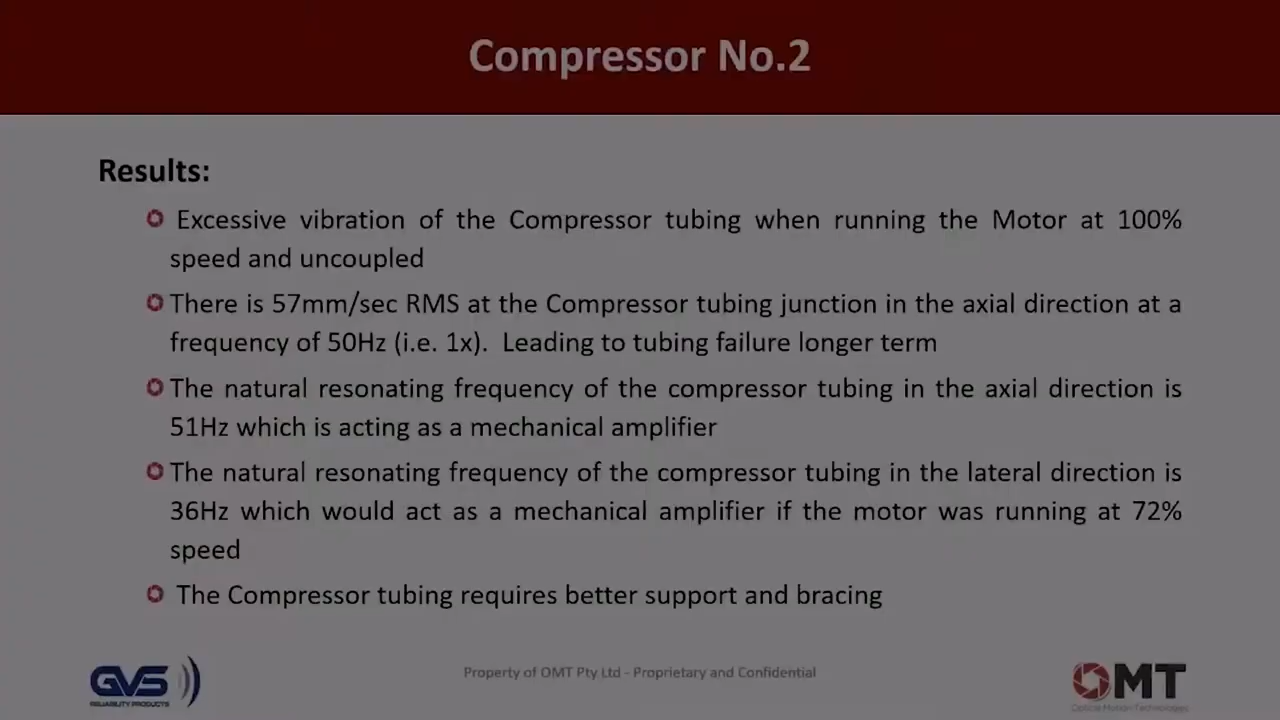 Compressor No.2
Results:
Excessive vibration of the Compressor tubing when running the Motor at 100%
speed and uncoupled
There is 57mm/sec RMS at the Compressor tubing junction in the axial direction at a
frequency of 50Hz (i.e. 1x). Leading to tubing failure longer term
The natural resonating frequency of the compressor tubing in the axial direction is
51Hz which is acting as a mechanical amplifier
The natural resonating frequency of the compressor tubing in the lateral direction is
36Hz which would act as a mechanical amplifier if the motor was running at 72%
speed
The Compressor tubing requires better support and bracing
GVS
RELIABILITY PRODUCTS
Property of OMT Pty Ltd - Proprietary and Confidential
OMT
Optical Motion Technologies